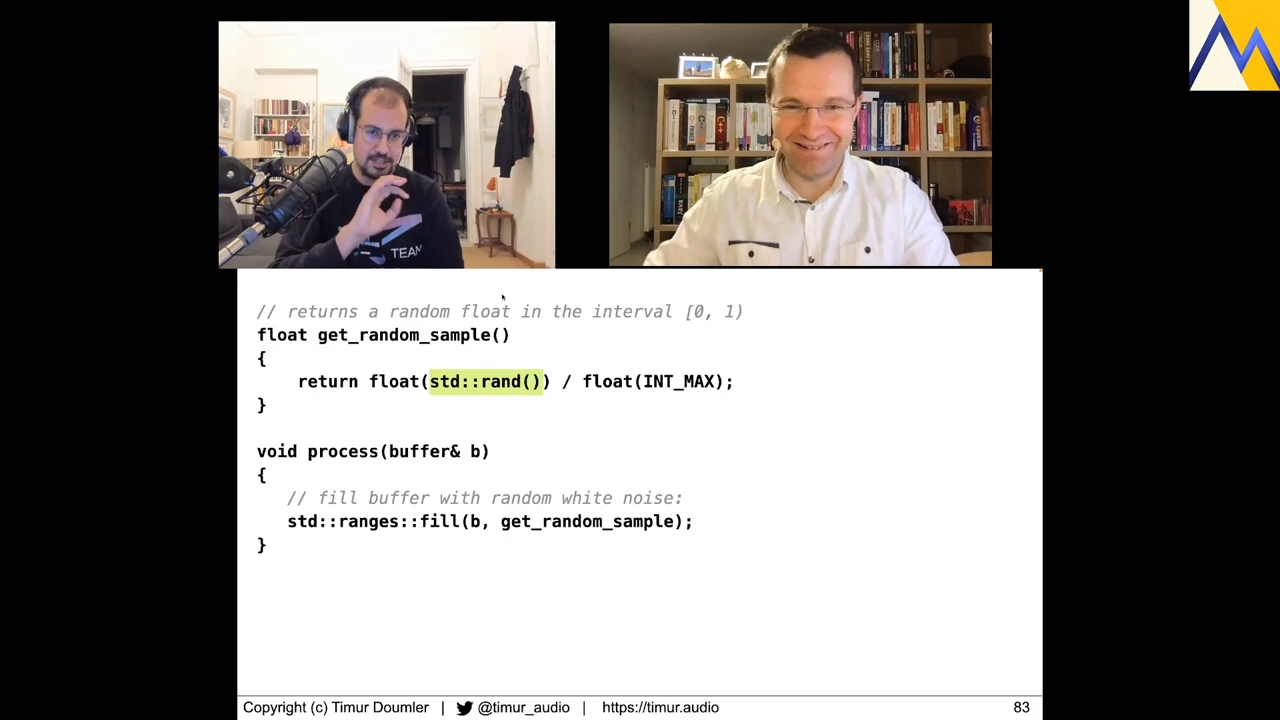 TEAM
C++
// returns a random float in the interval [0, 1)
float get_random_sample()
{
return float(std::rand()) / float(INT_MAX);
}
void process(buffer& b)
{
// fill buffer with random white noise:
std::ranges::fill(b, get_random_sample);
}
Copyright (c) Timur Doumler | @timur_audio | https://timur.audio 83